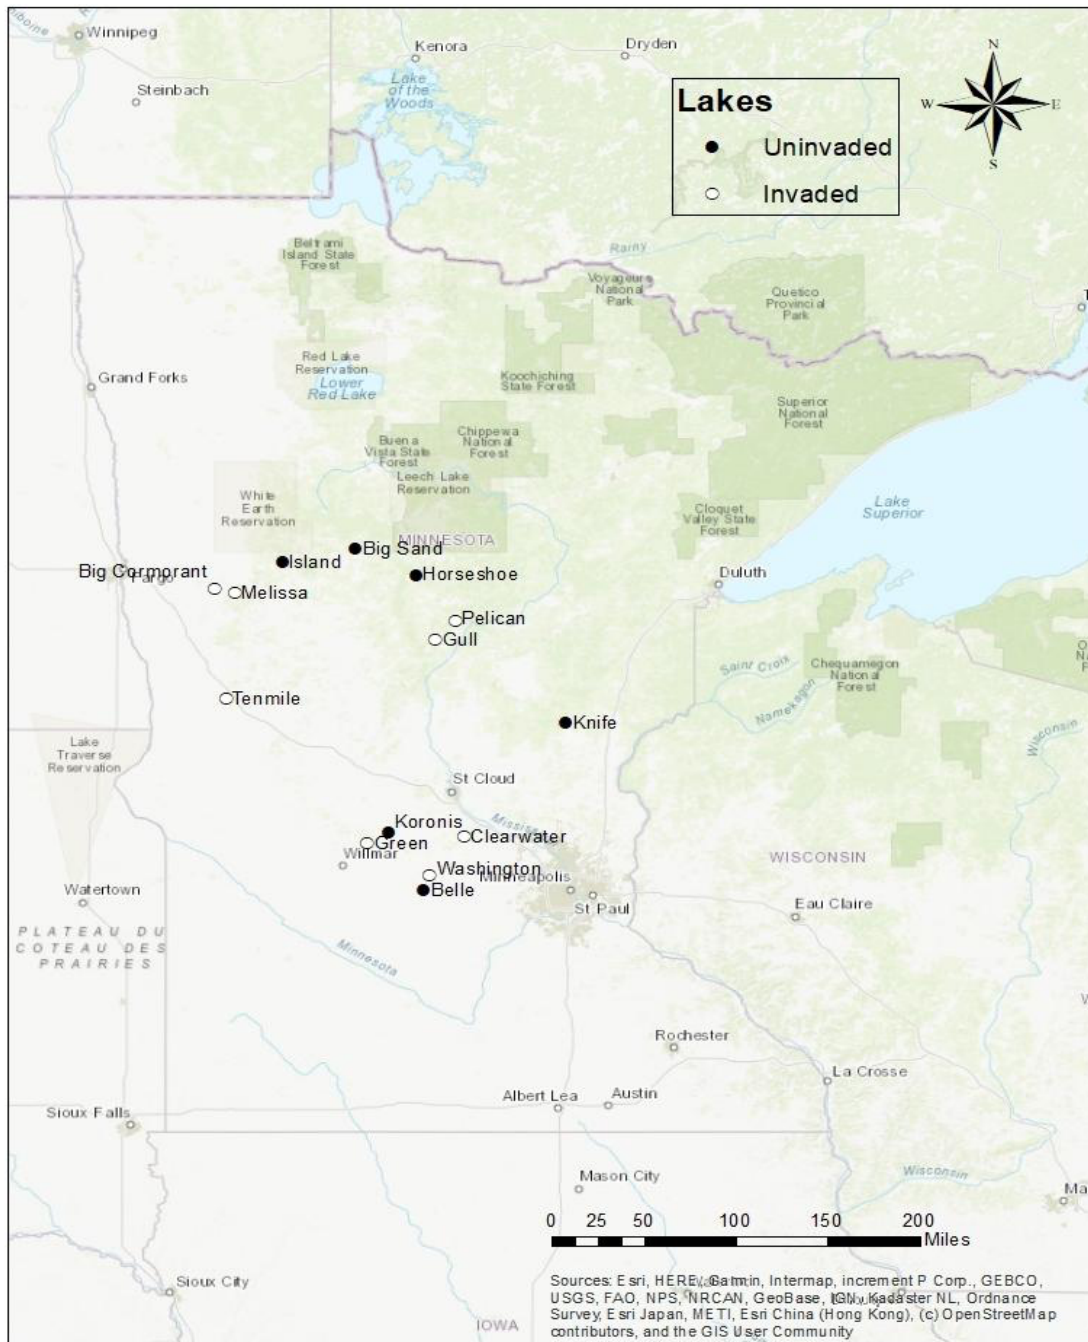 Winnipeg
Kenora
Dryden
Steinbach
Lake
of the
Woods
Lakes
Uninvaded
Invaded
N
W
E
S
Rainy
Beltrami
Island State
Forest
Voyageurs
National
Park
Quetico
Provincial
Park
Grand Forks
Red Lake
Reservation
Lower
Red Lake
Koochiching
State Forest
Superior
National
Forest
Buena
Vista State
Forest
Chippewa
National
Forest
Leech Lake
Reservation
White
Earth
Reservation
MINNESOTA
Cloquet
Valley State
Forest
Lake
Superior
Big Sand
Island
Horseshoe
Duluth
Big Cormorant
Fargo
Melissa
Pelican
Gull
Saint Croix
Namekagon
Chequamegon
National
Forest
Wisconsin
Tenmile
Knife
Lake
Traverse
Reservation
St Cloud
Koronis
Green
Willmar
Clearwater
Washington
Minneapolis
Belle
St Paul
WISCONSIN
Eau Claire
Watertown
PLATEAU DU
COTEAU DES
PRAIRIES
Minnesota
Rochester
La Crosse
Albert Lea
Austin
Sioux Falls
Mason City
Wisconsin
0 25 50 100 150 200
Miles
Sioux City
IOWA
Sources: Esri, HERE, Garmin, Intermap, increment P Corp., GEBCO,
USGS, FAO, NPS, NRCAN, GeoBase, IGN, Kadaster NL, Ordnance
Survey, Esri Japan, METI, Esri China (Hong Kong), (c) OpenStreetMap
contributors, and the GIS User Community